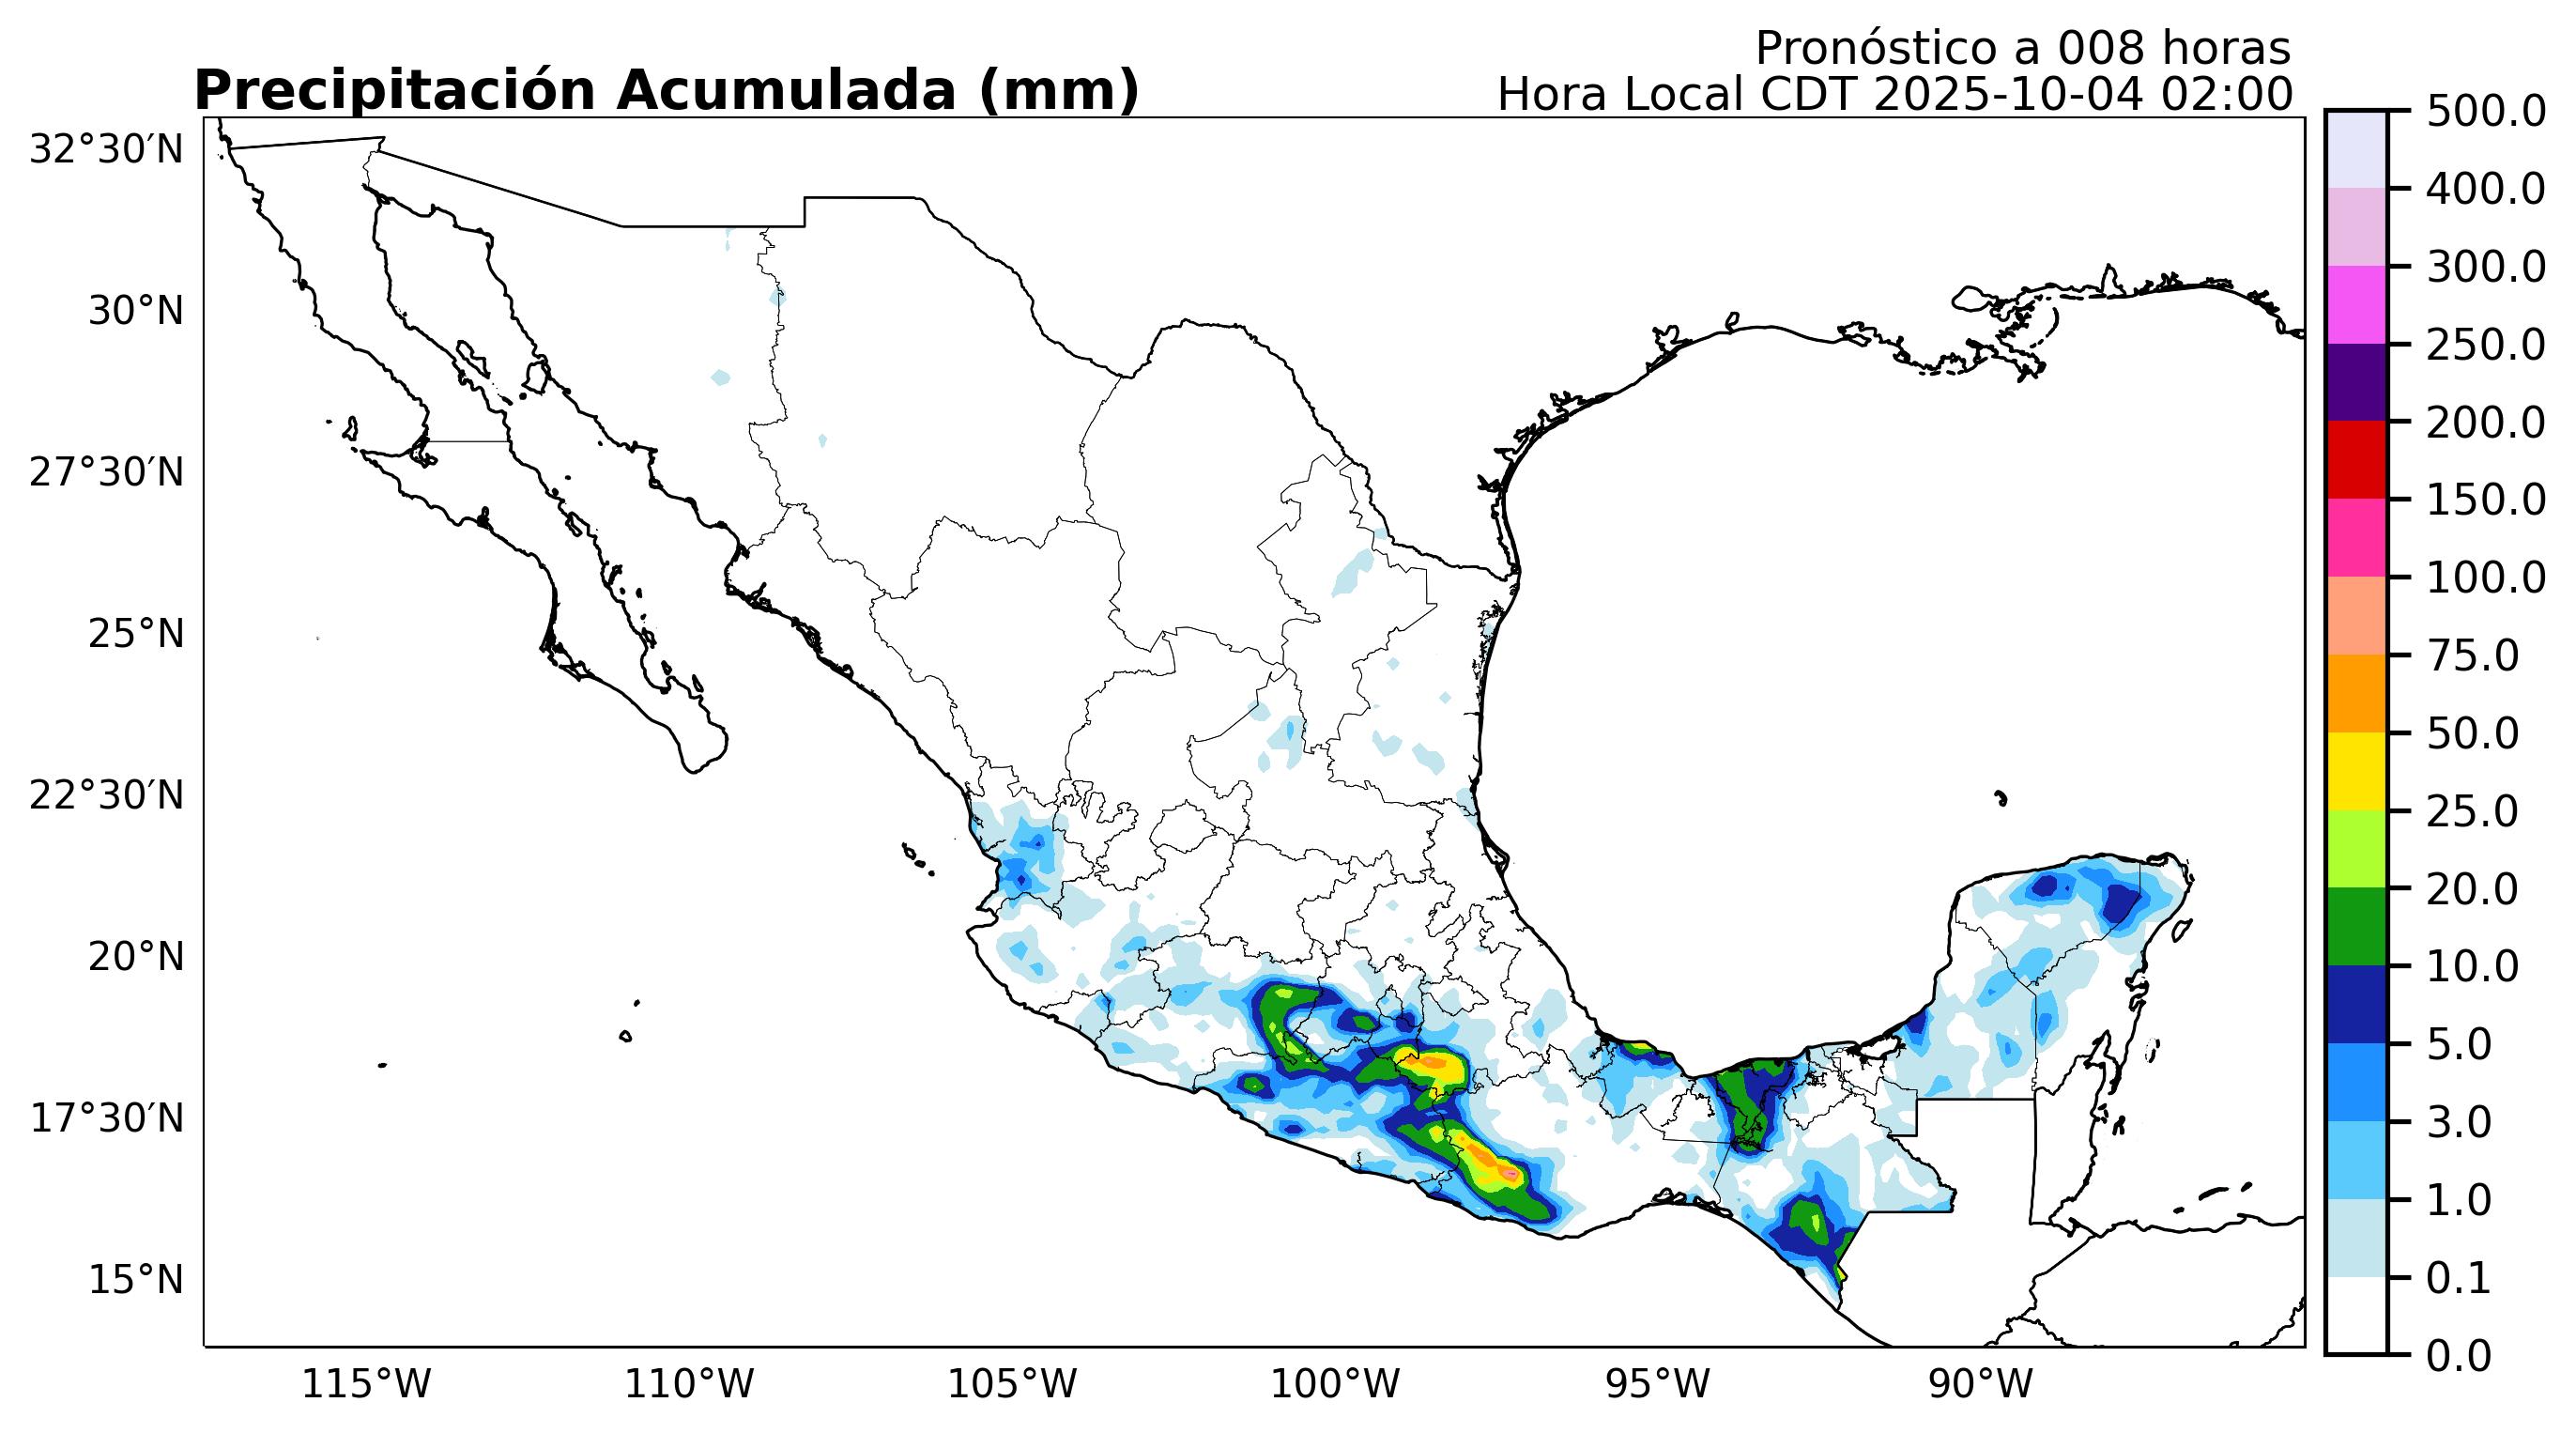 Pronóstico a 008 horas
Precipitación Acumulada (mm)
Hora Local CDT 2025-10-04 02:00
32°30′N
30°N
27°30′N
25°N
22°30′N
20°N
17°30′N
15°N
115°W
110°W
105°W
100°W
95°W
90°W
500.0
400.0
300.0
250.0
200.0
150.0
100.0
75.0
50.0
25.0
20.0
10.0
5.0
3.0
1.0
0.1
0.0